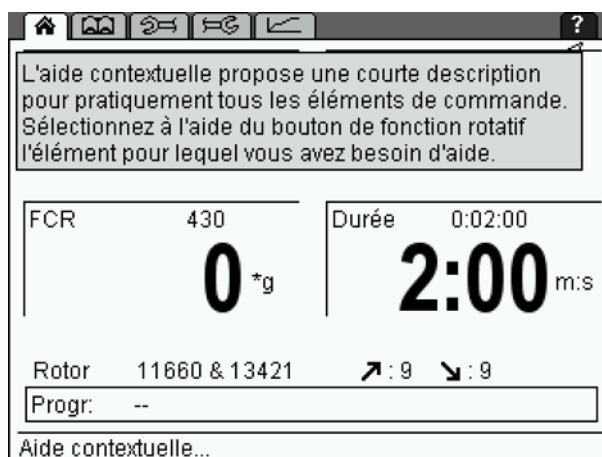 ?
L'aide contextuelle propose une courte description
pour pratiquement tous les éléments de commande.
Sélectionnez à l'aide du bouton de fonction rotatif
l'élément pour lequel vous avez besoin d'aide.
FCR 430
0 *g
Durée 0:02:00
2:00 m:s
Rotor 11660 & 13421 ↗: 9 ↘: 9
Progr: --
Aide contextuelle...